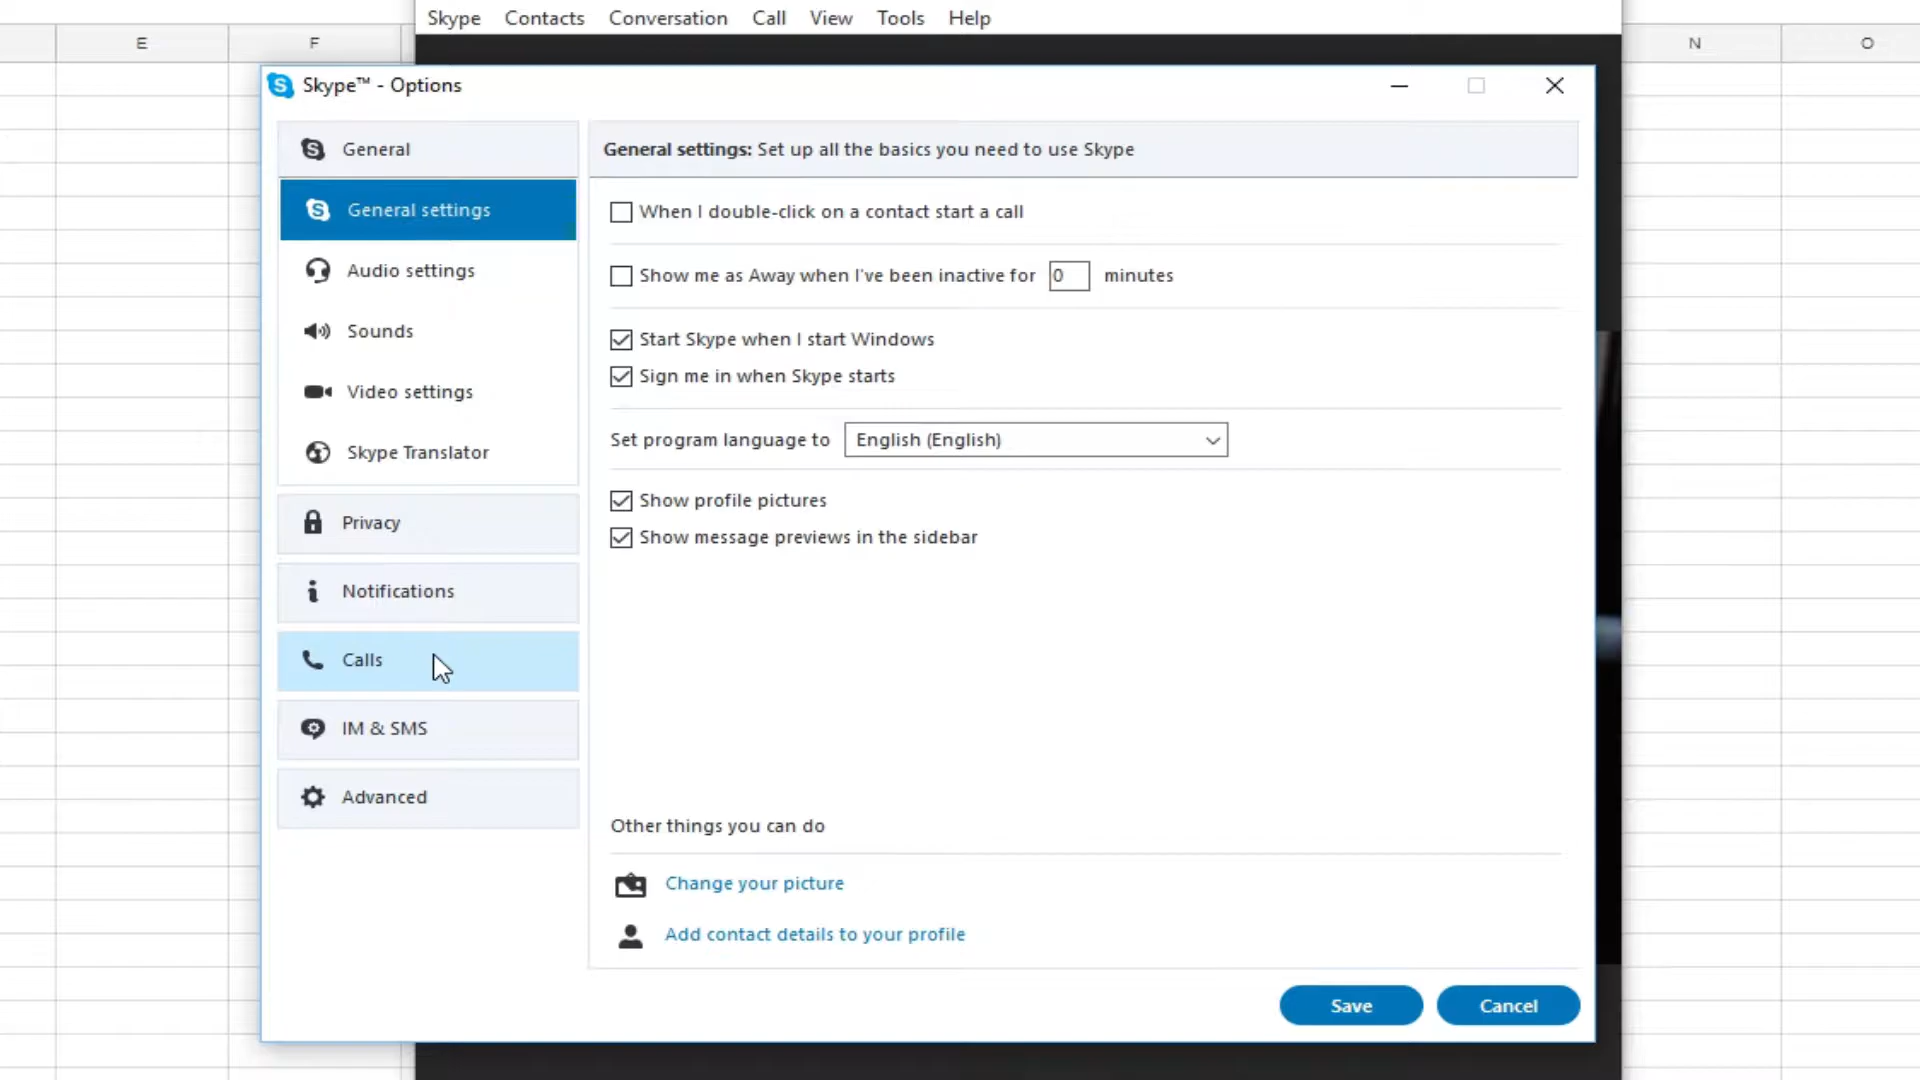 Skype Contacts Conversation Call View Tools Help
E F N O
Skype™ - Options
General
General settings
Audio settings
Sounds
Video settings
Skype Translator
Privacy
Notifications
Calls
IM & SMS
Advanced
General settings: Set up all the basics you need to use Skype
When I double-click on a contact start a call
Show me as Away when I've been inactive for 0 minutes
Start Skype when I start Windows
Sign me in when Skype starts
Set program language to English (English)
Show profile pictures
Show message previews in the sidebar
Other things you can do
Change your picture
Add contact details to your profile
Save Cancel